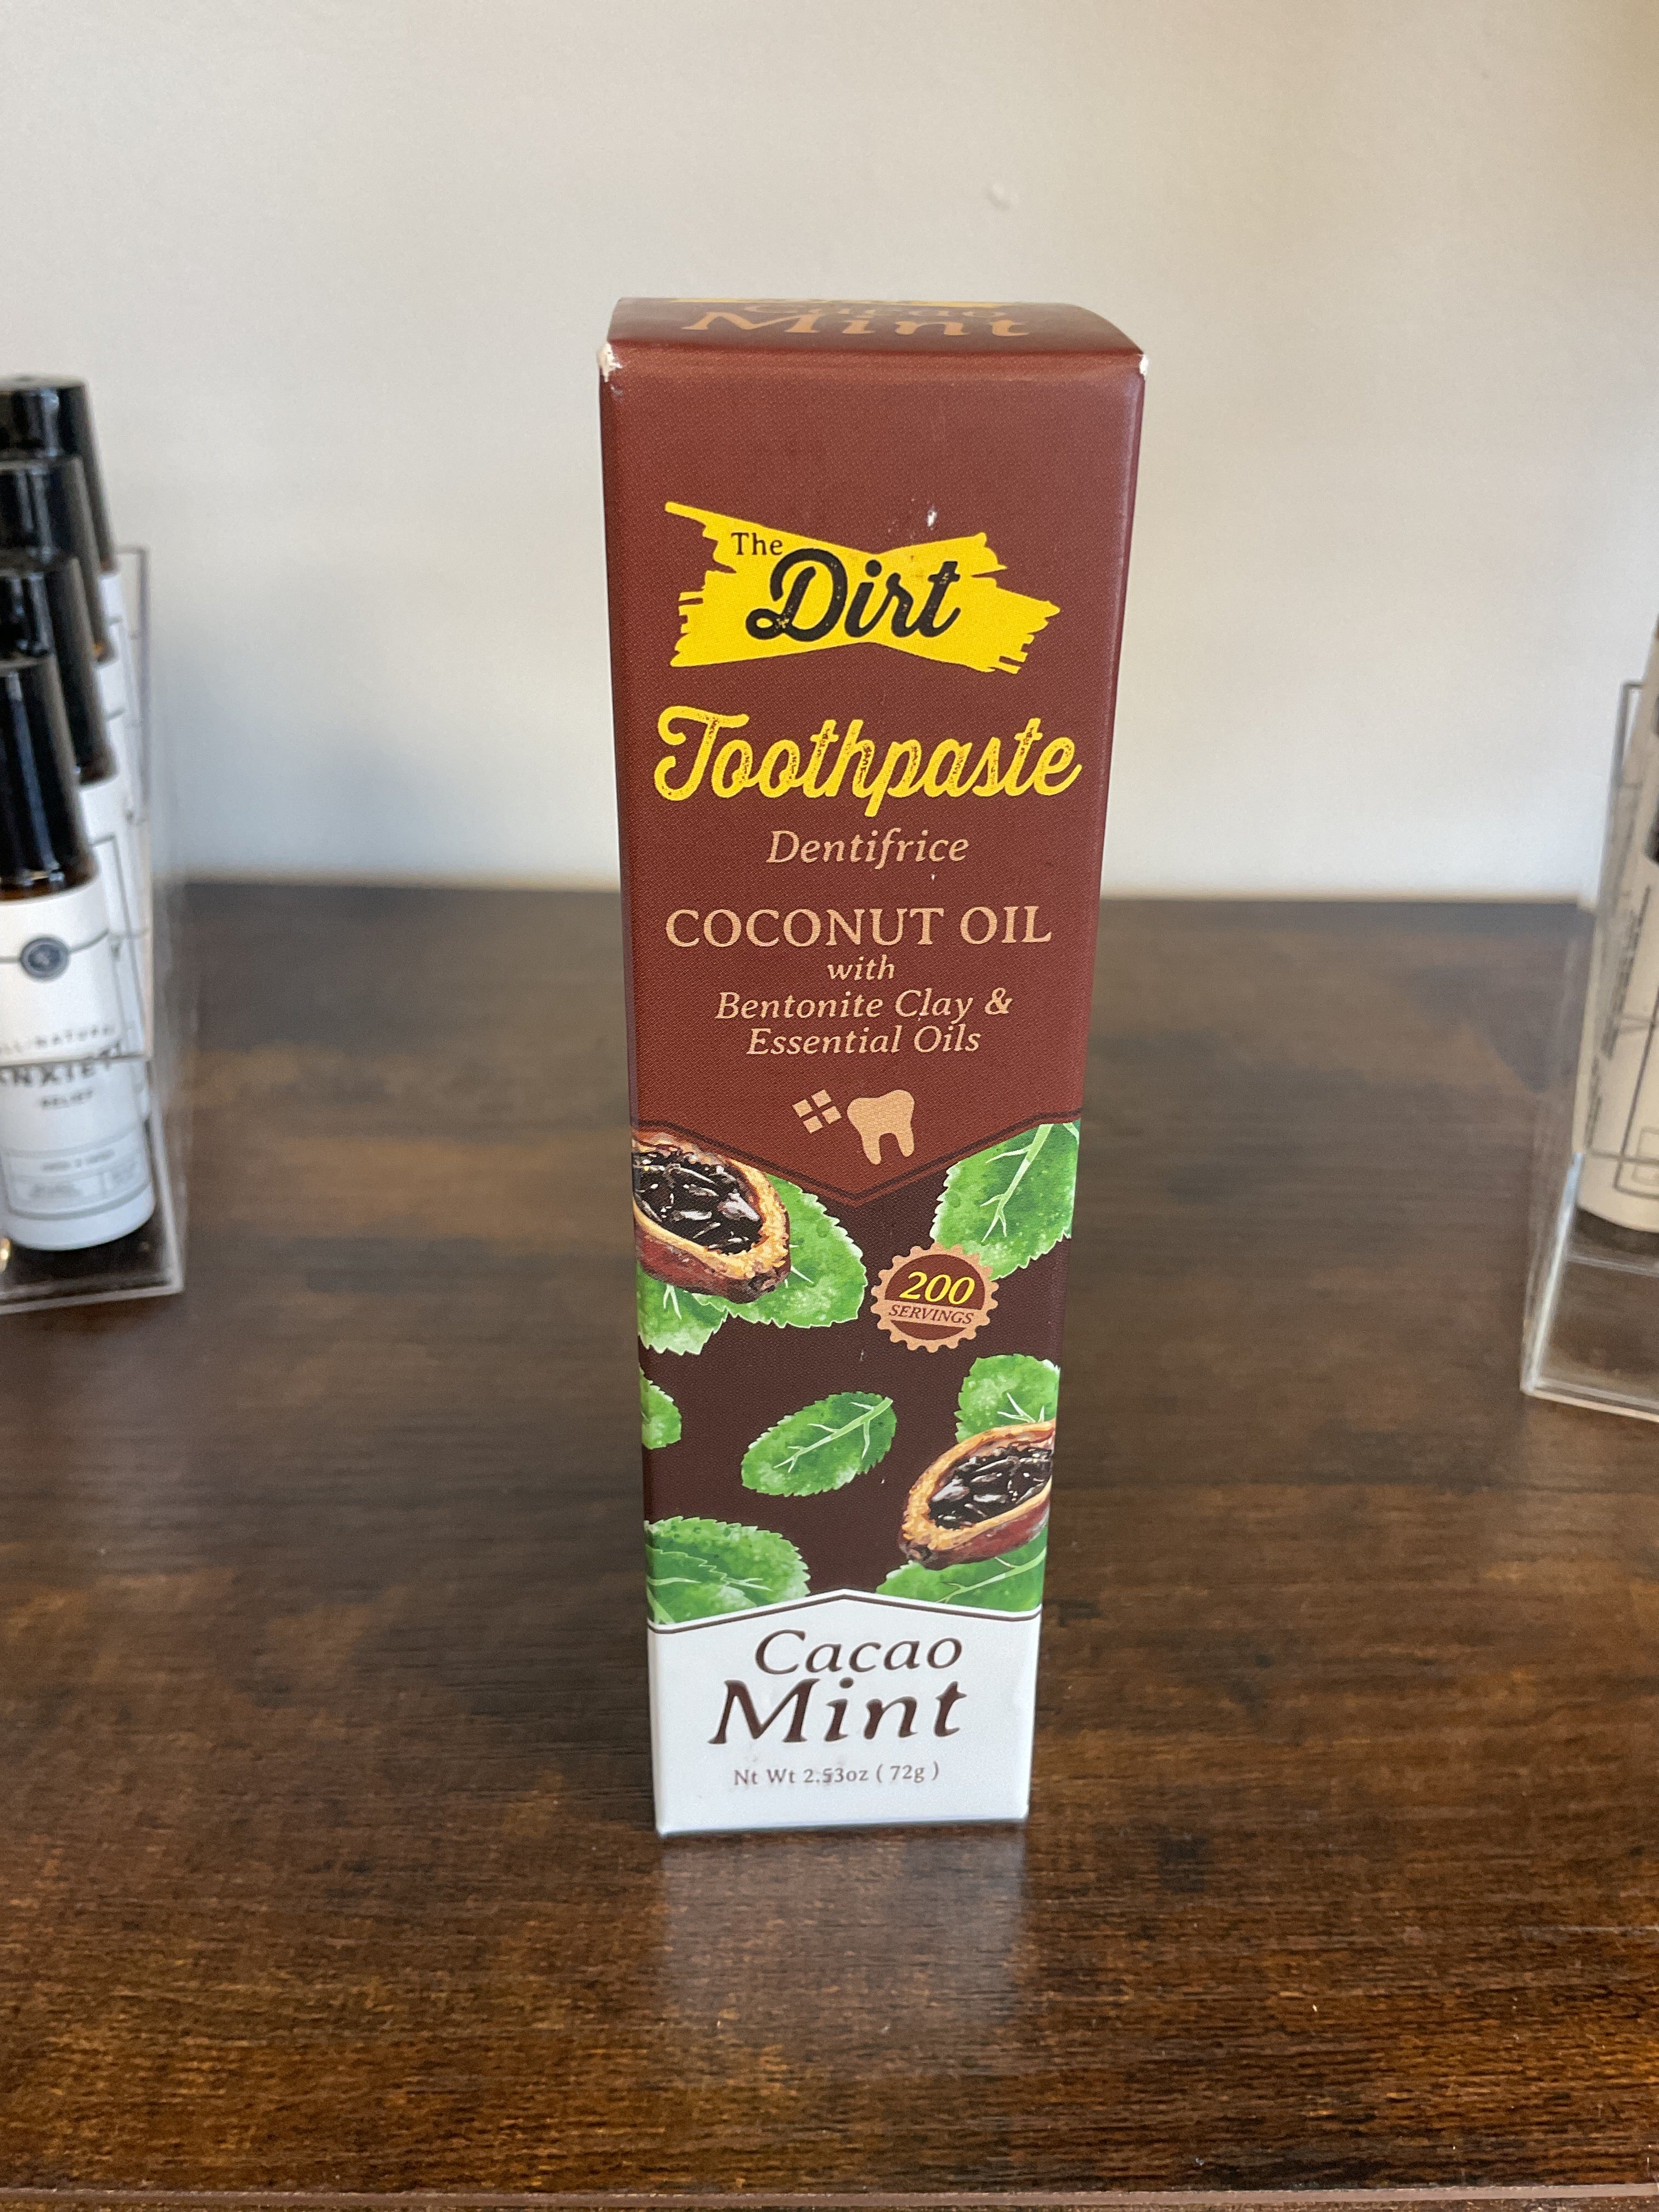 Cacao
Mint
The
Dirt
Toothpaste
Dentifrice
COCONUT OIL
with
Bentonite Clay &
Essential Oils
200
SERVINGS
Cacao
Mint
Nt Wt 2.53oz ( 72g )
RELIEF